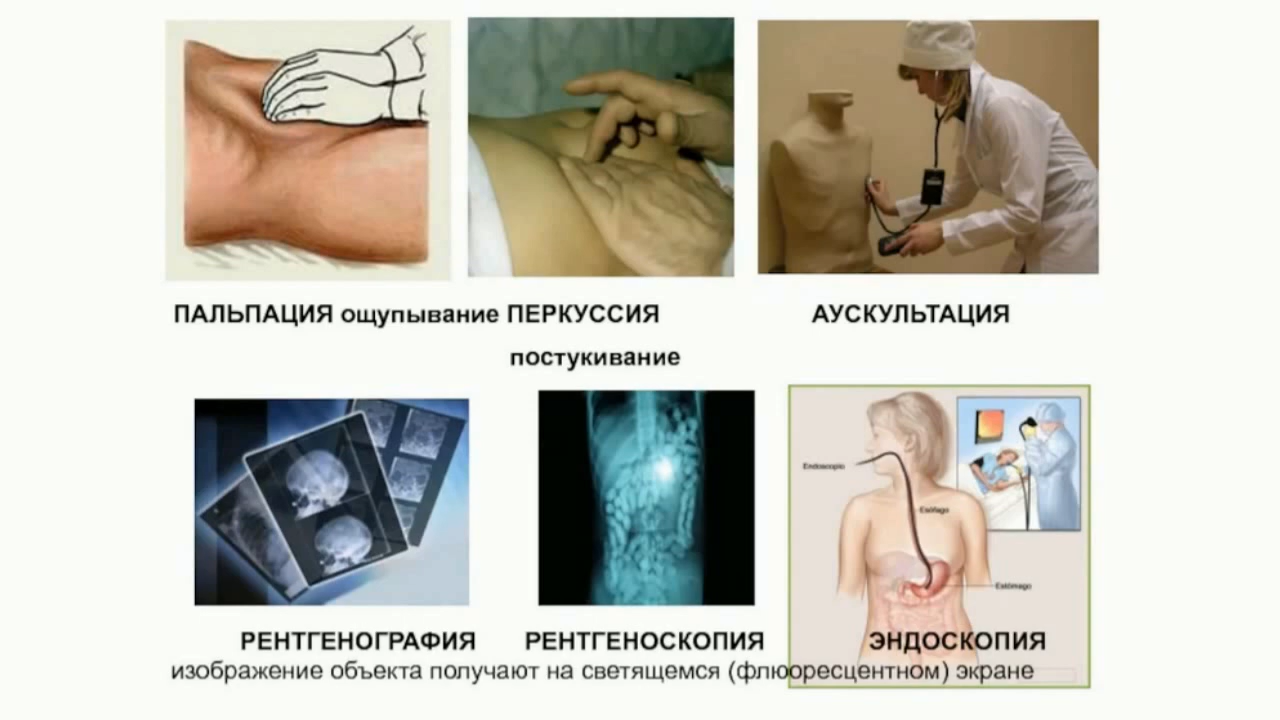 ПАЛЬПАЦИЯ ощупывание ПЕРКУССИЯ
АУСКУЛЬТАЦИЯ
постукивание
Endoscopio
Esófago
Estómago
РЕНТГЕНОГРАФИЯ
РЕНТГЕНОСКОПИЯ
ЭНДОСКОПИЯ
изображение объекта получают на светящемся (флюоресцентном) экране